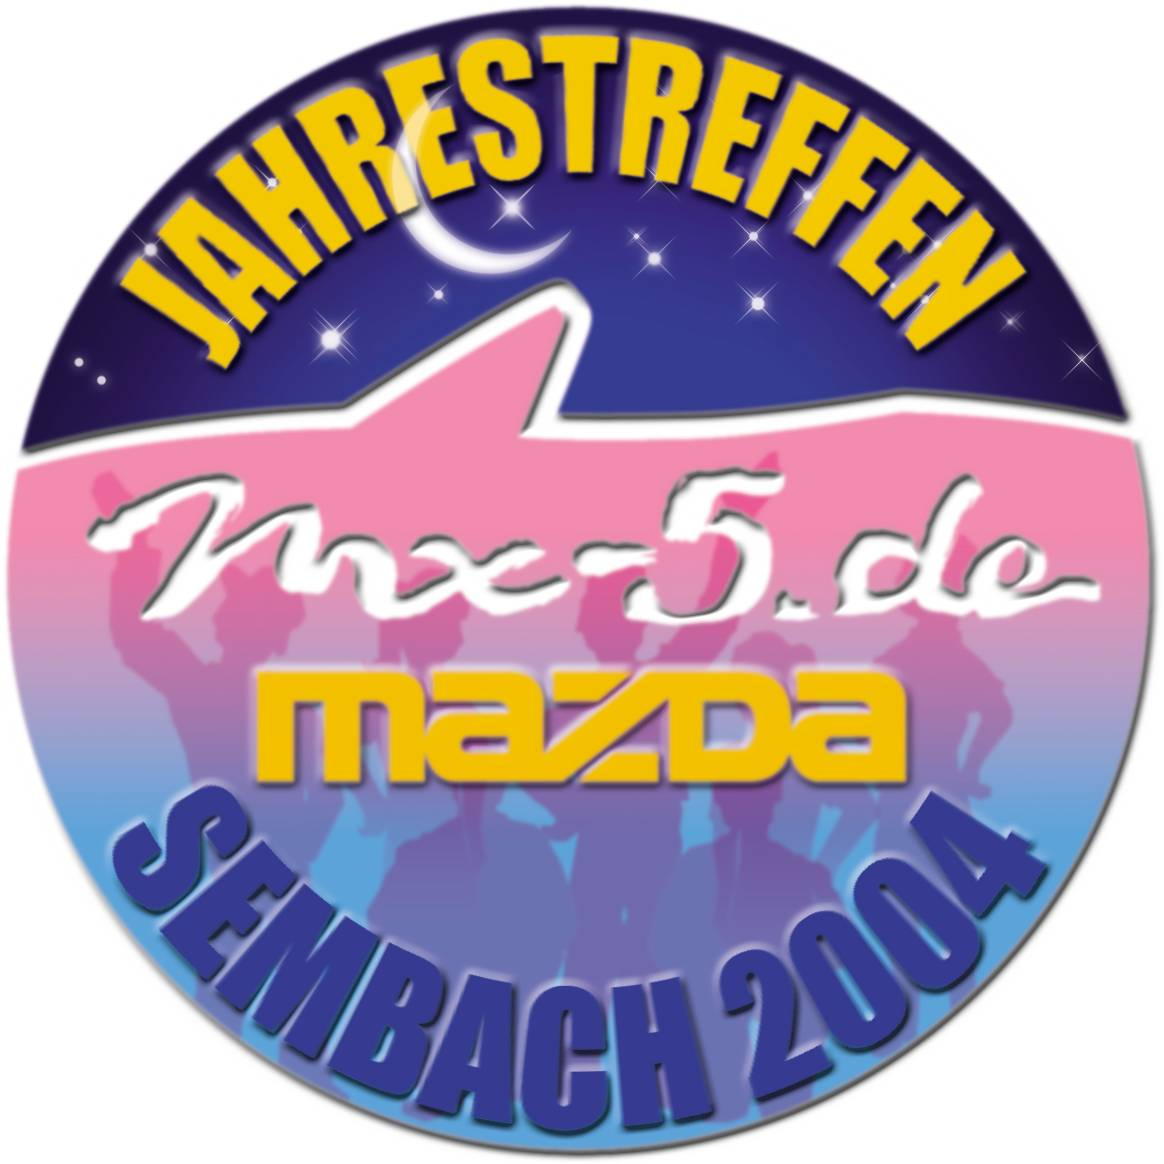 JAHRESTREFFEN
mx-5.de
mazda
SEMBACH 2004